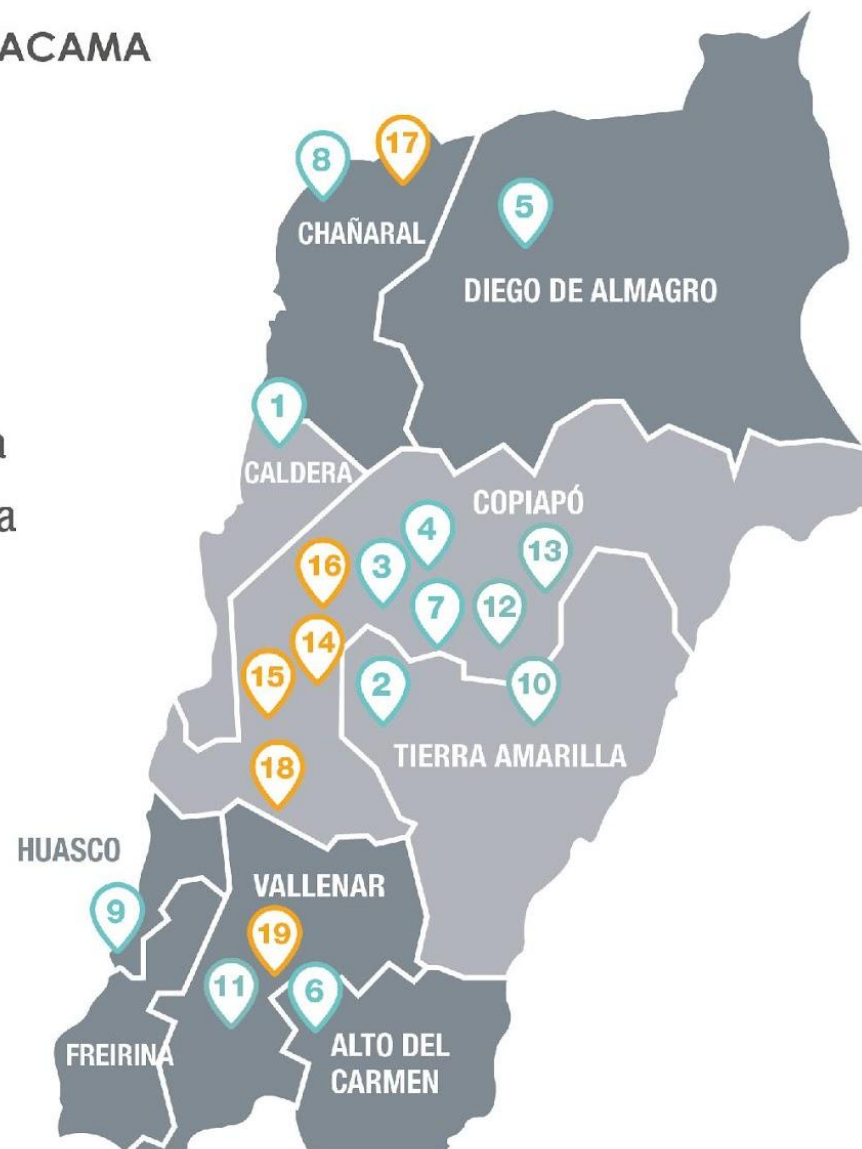 ACAMA
8
17
5
CHAÑARAL
DIEGO DE ALMAGRO
1
a
CALDERA
COPIAPÓ
a
4
13
16
3
7
12
14
15
2
10
TIERRA AMARILLA
18
HUASCO
VALLENAR
9
19
11
6
FREIRINA
ALTO DEL
CARMEN